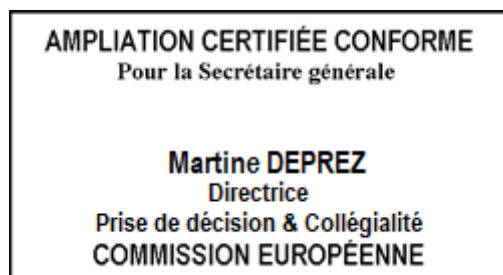 AMPLIATION CERTIFIÉE CONFORME
Pour la Secrétaire générale
Martine DEPREZ
Directrice
Prise de décision & Collégialité
COMMISSION EUROPÉENNE